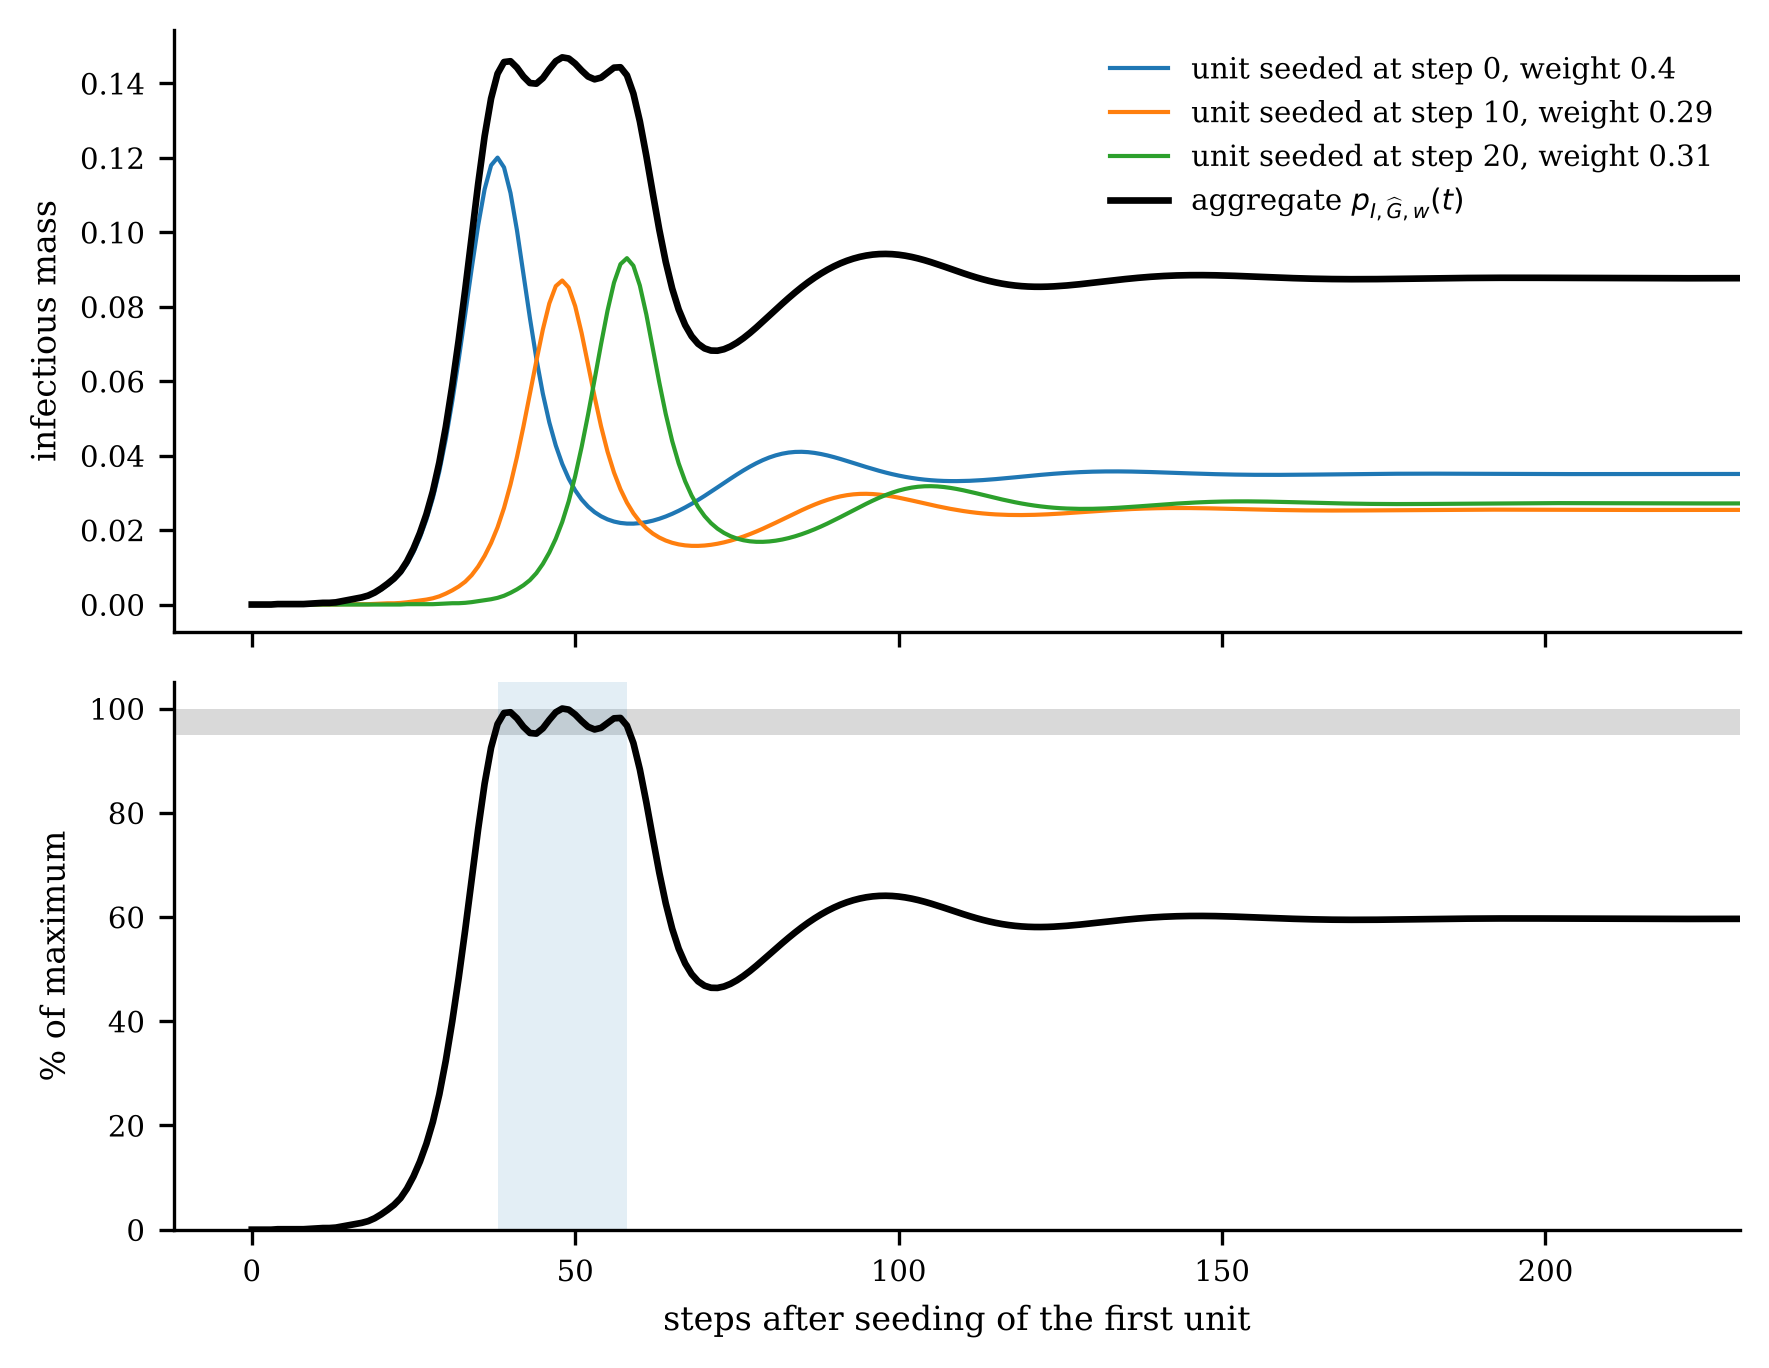 infectious mass
0.14
0.12
0.10
0.08
0.06
0.04
0.02
0.00
unit seeded at step 0, weight 0.4
unit seeded at step 10, weight 0.29
unit seeded at step 20, weight 0.31
aggregate $p_{I,\widehat{G},w}(t)$
% of maximum
100
80
60
40
20
0
0 50 100 150 200
steps after seeding of the first unit